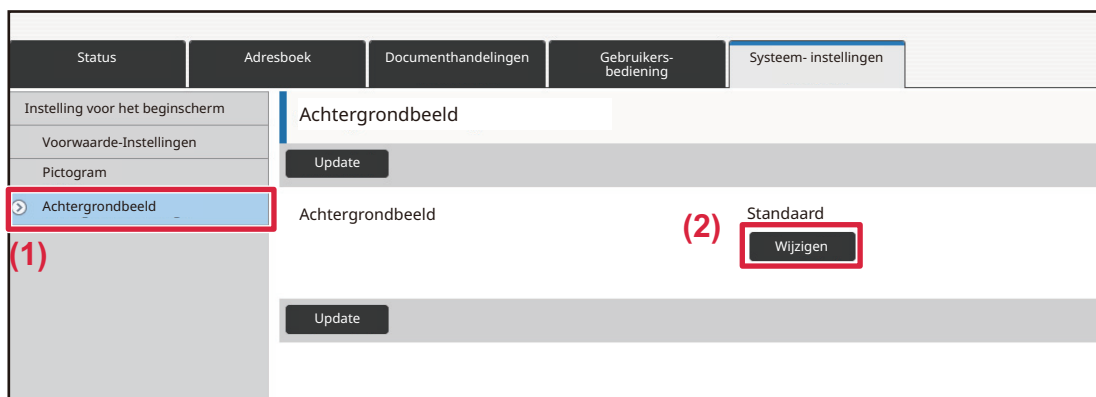 Status
Adresboek
Documenthandelingen
Gebruikers-
bediening
Systeem- instellingen
Instelling voor het beginscherm
Voorwaarde-Instellingen
Pictogram
Achtergrondbeeld
(1)
Achtergrondbeeld
Update
Achtergrondbeeld
Standaard
(2)
Wijzigen
Update